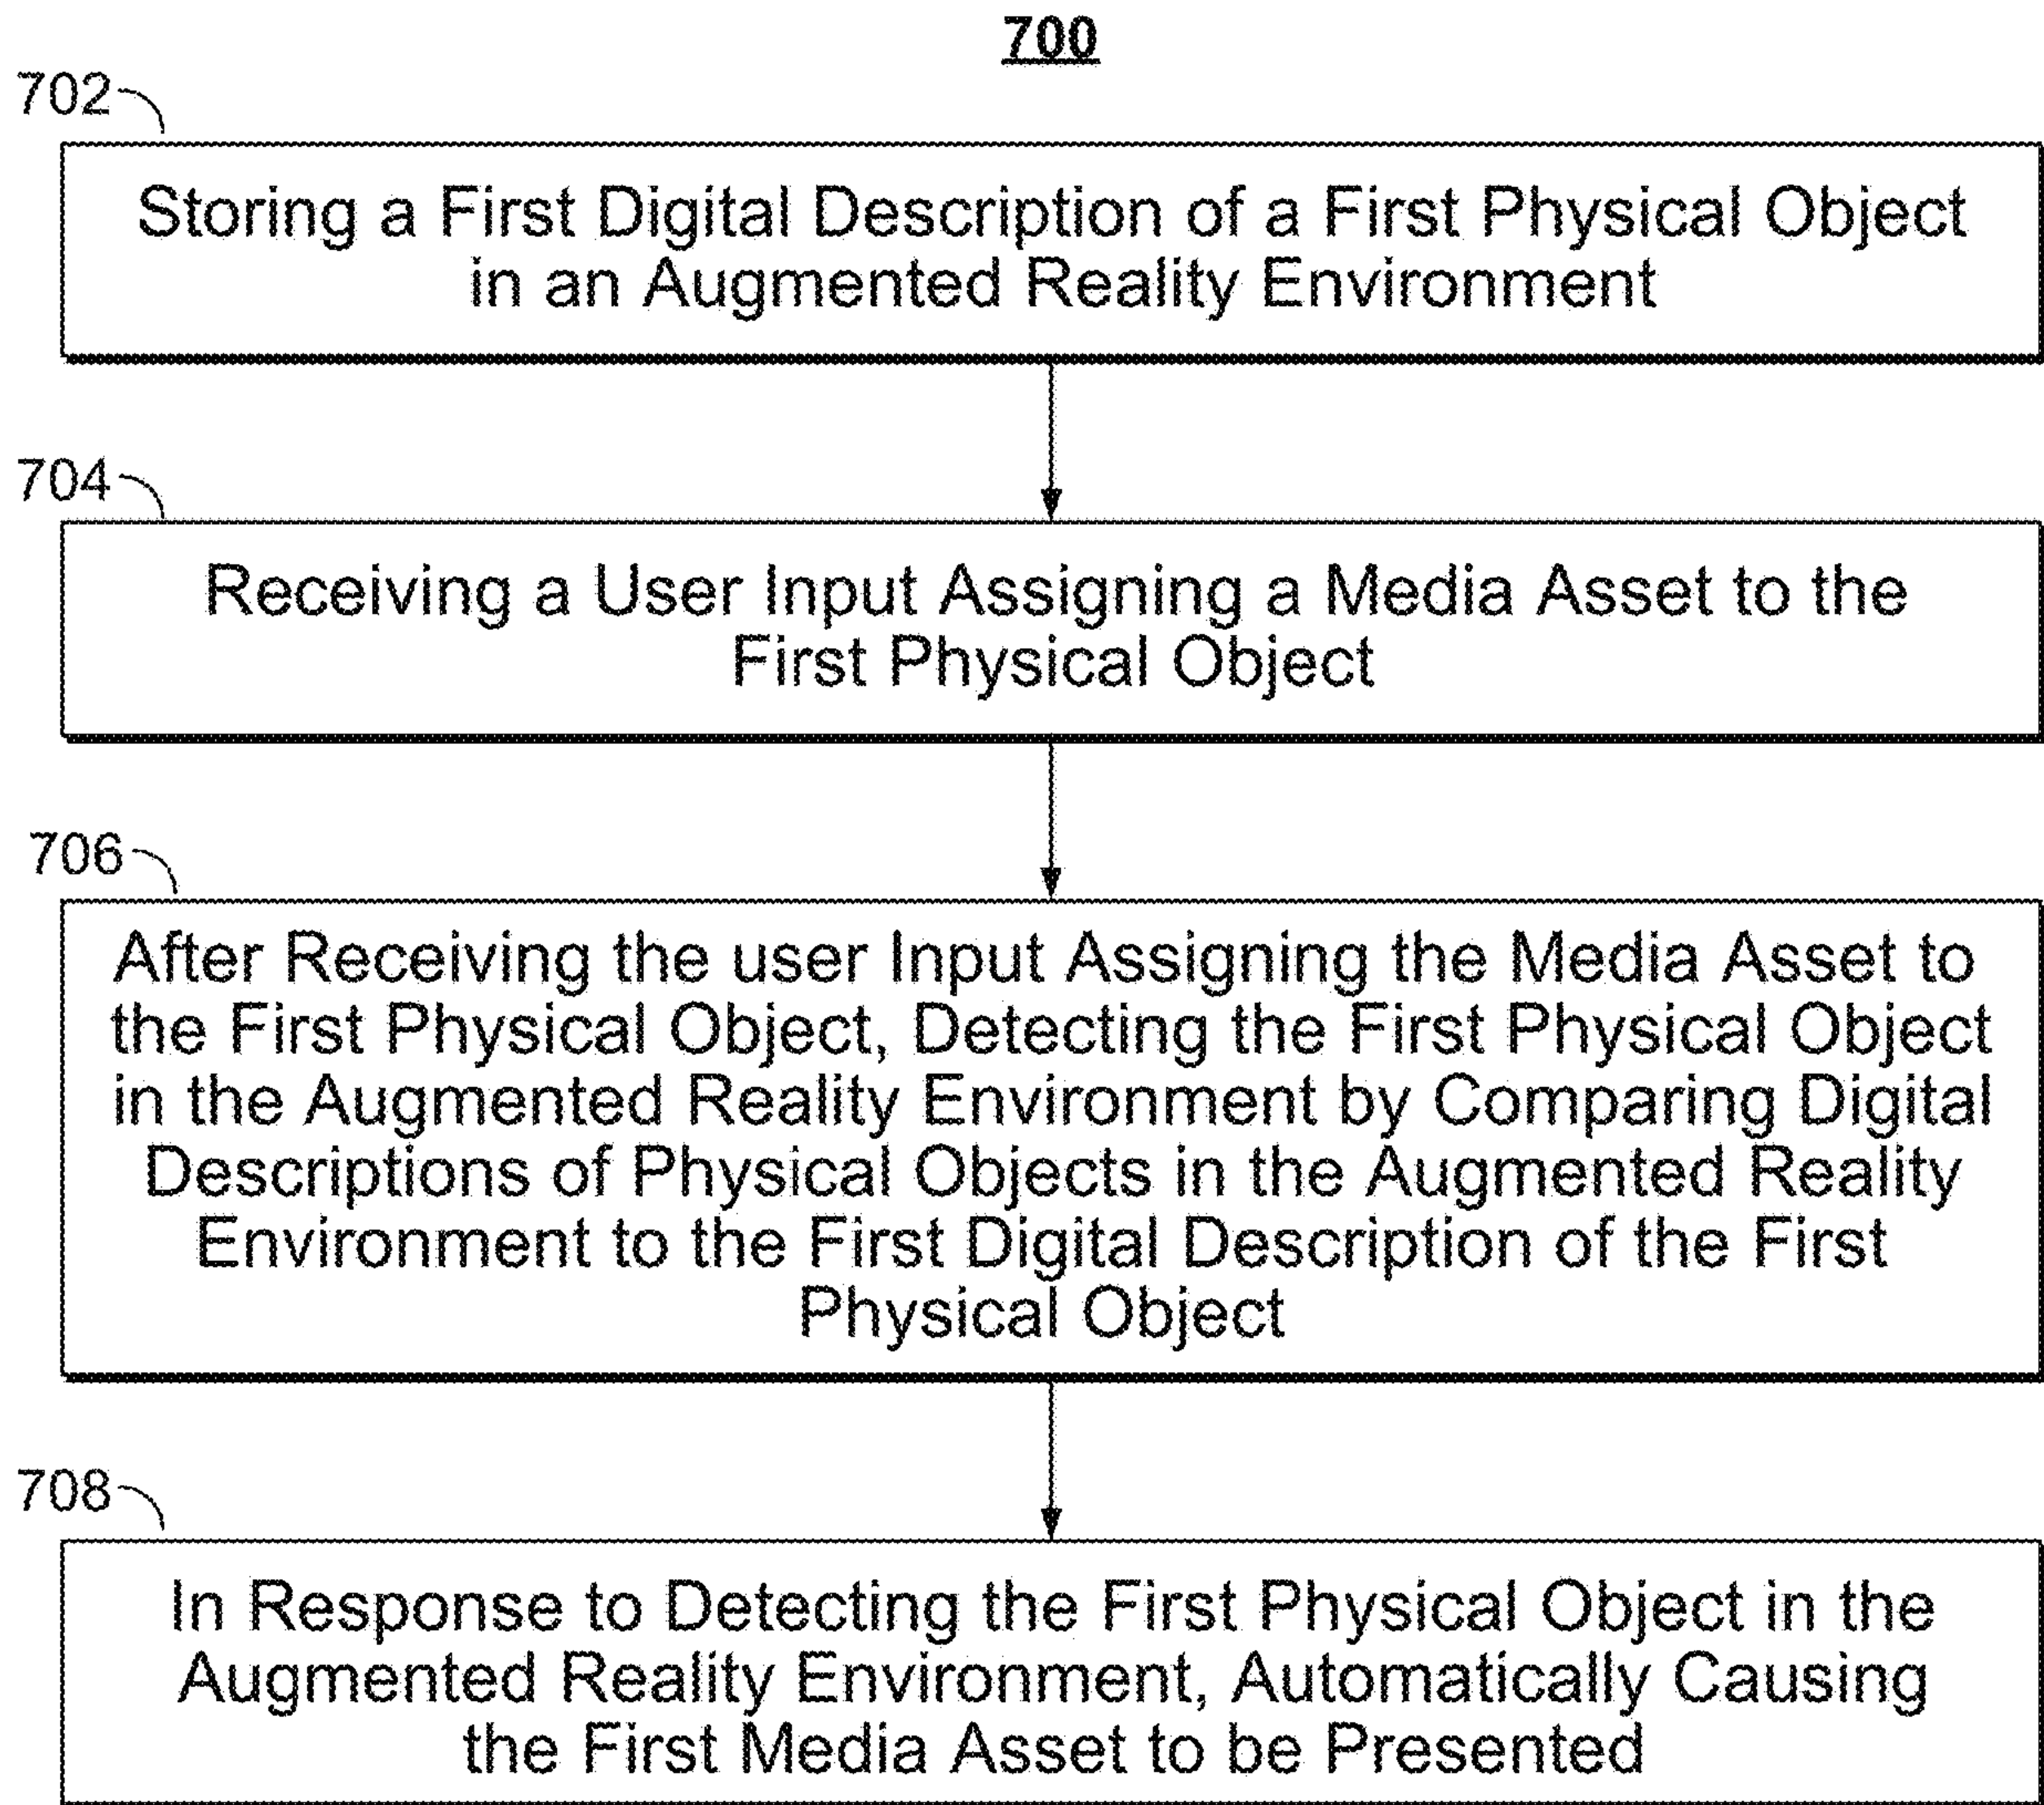 700
702
Storing a First Digital Description of a First Physical Object
in an Augmented Reality Environment
704
Receiving a User Input Assigning a Media Asset to the
First Physical Object
706
After Receiving the user Input Assigning the Media Asset to
the First Physical Object, Detecting the First Physical Object
in the Augmented Reality Environment by Comparing Digital
Descriptions of Physical Objects in the Augmented Reality
Environment to the First Digital Description of the First
Physical Object
708
In Response to Detecting the First Physical Object in the
Augmented Reality Environment, Automatically Causing
the First Media Asset to be Presented